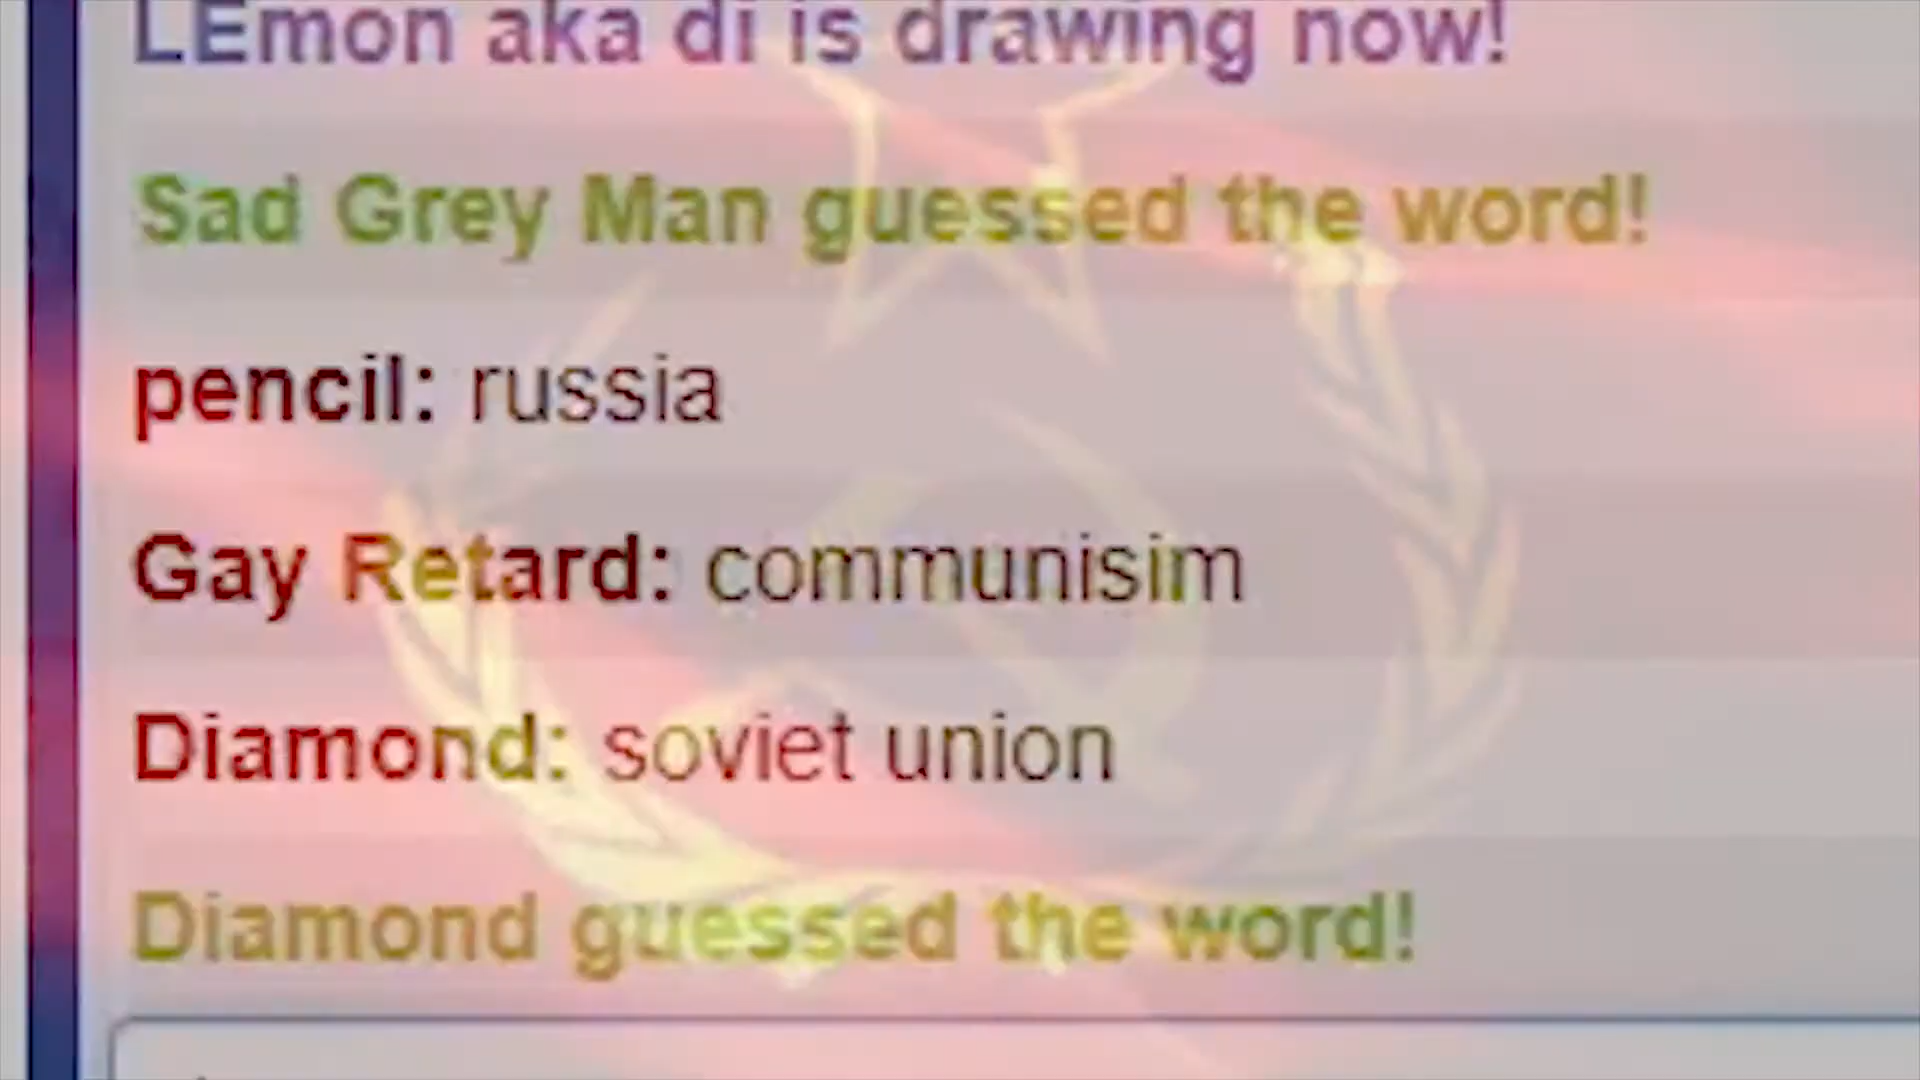 LEmon aka di is drawing now!
Sad Grey Man guessed the word!
pencil: russia
Gay Retard: communisim
Diamond: soviet union
Diamond guessed the word!